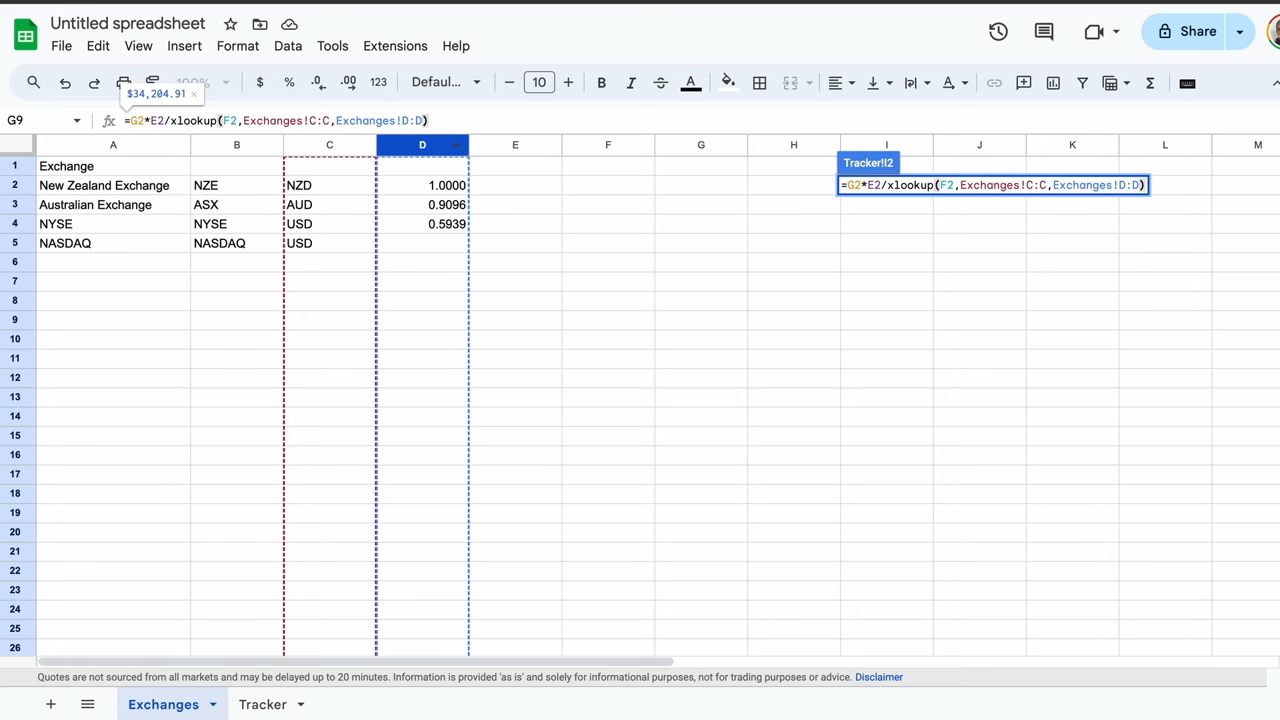 Untitled spreadsheet
File Edit View Insert Format Data Tools Extensions Help
Share
100% $ % .0 .00 123 Defaul... 10 B I A
$34,204.91 ×
G9 fx =G2*E2/xlookup(F2,Exchanges!C:C,Exchanges!D:D)
A B C D E F G H I J K L M
1 Exchange
Tracker!I2
2 New Zealand Exchange NZE NZD 1.0000 =G2*E2/xlookup(F2,Exchanges!C:C,Exchanges!D:D)
3 Australian Exchange ASX AUD 0.9096
4 NYSE NYSE USD 0.5939
5 NASDAQ NASDAQ USD
6
7
8
9
10
11
12
13
14
15
16
17
18
19
20
21
22
23
24
25
26
Quotes are not sourced from all markets and may be delayed up to 20 minutes. Information is provided 'as is' and solely for informational purposes, not for trading purposes or advice. Disclaimer
Exchanges Tracker